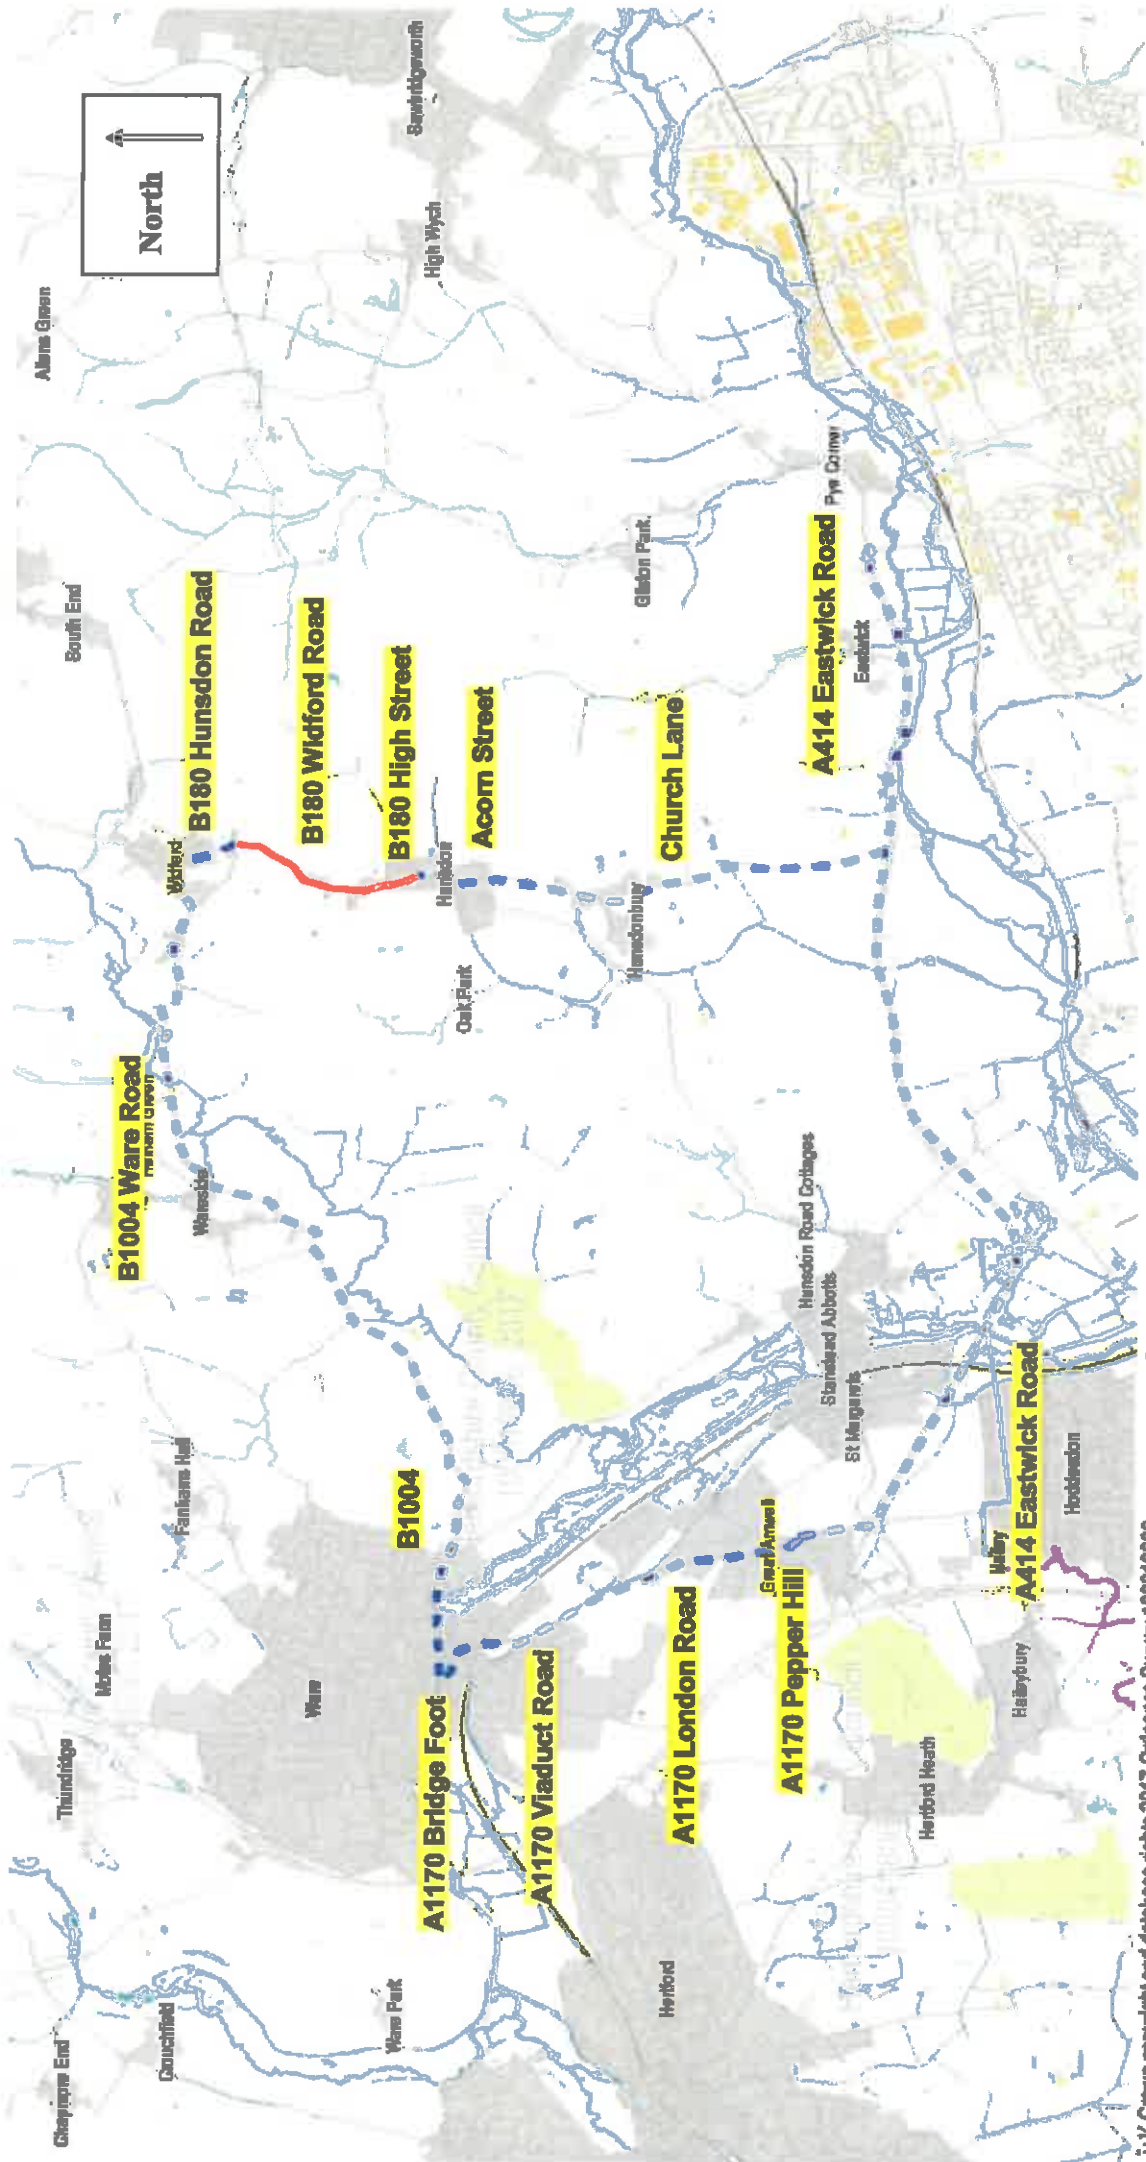 North
Allens Green
Sawbridgeworth
High Wych
South End
B180 Hunsdon Road
Widford
B180 Widford Road
B180 High Street
Hunsdon
Acorn Street
Gilston Park
Pye Corner
A414 Eastwick Road
Eastwick
Church Lane
Hunsdonbury
Oak Park
B1004 Ware Road
Wareside
Hunsdon Road Cottages
Stanstead Abbotts
St Margarets
Fanhams Hall
B1004
Great Amwell
A414 Eastwick Road
Hoddesdon
Moles Farm
Ware
Thundridge
A1170 Bridge Foot
A1170 Viaduct Road
A1170 London Road
A1170 Pepper Hill
Haileybury
Hertford Heath
Chapmore End
Crouchfield
Ware Park
Hertford